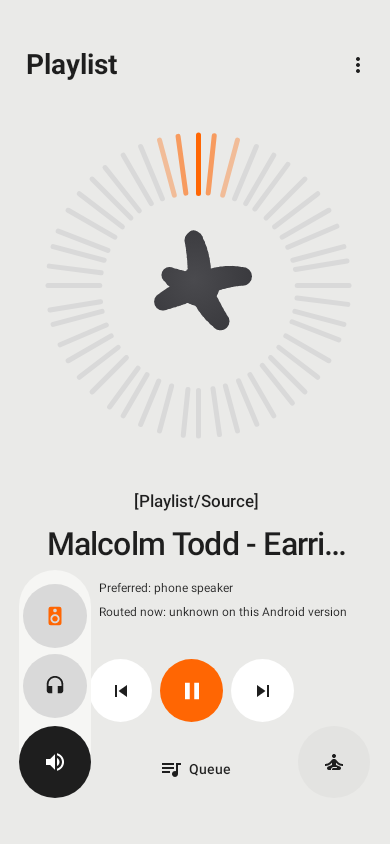 Playlist
[Playlist/Source]
Malcolm Todd - Earri...
Preferred: phone speaker
Routed now: unknown on this Android version
Queue